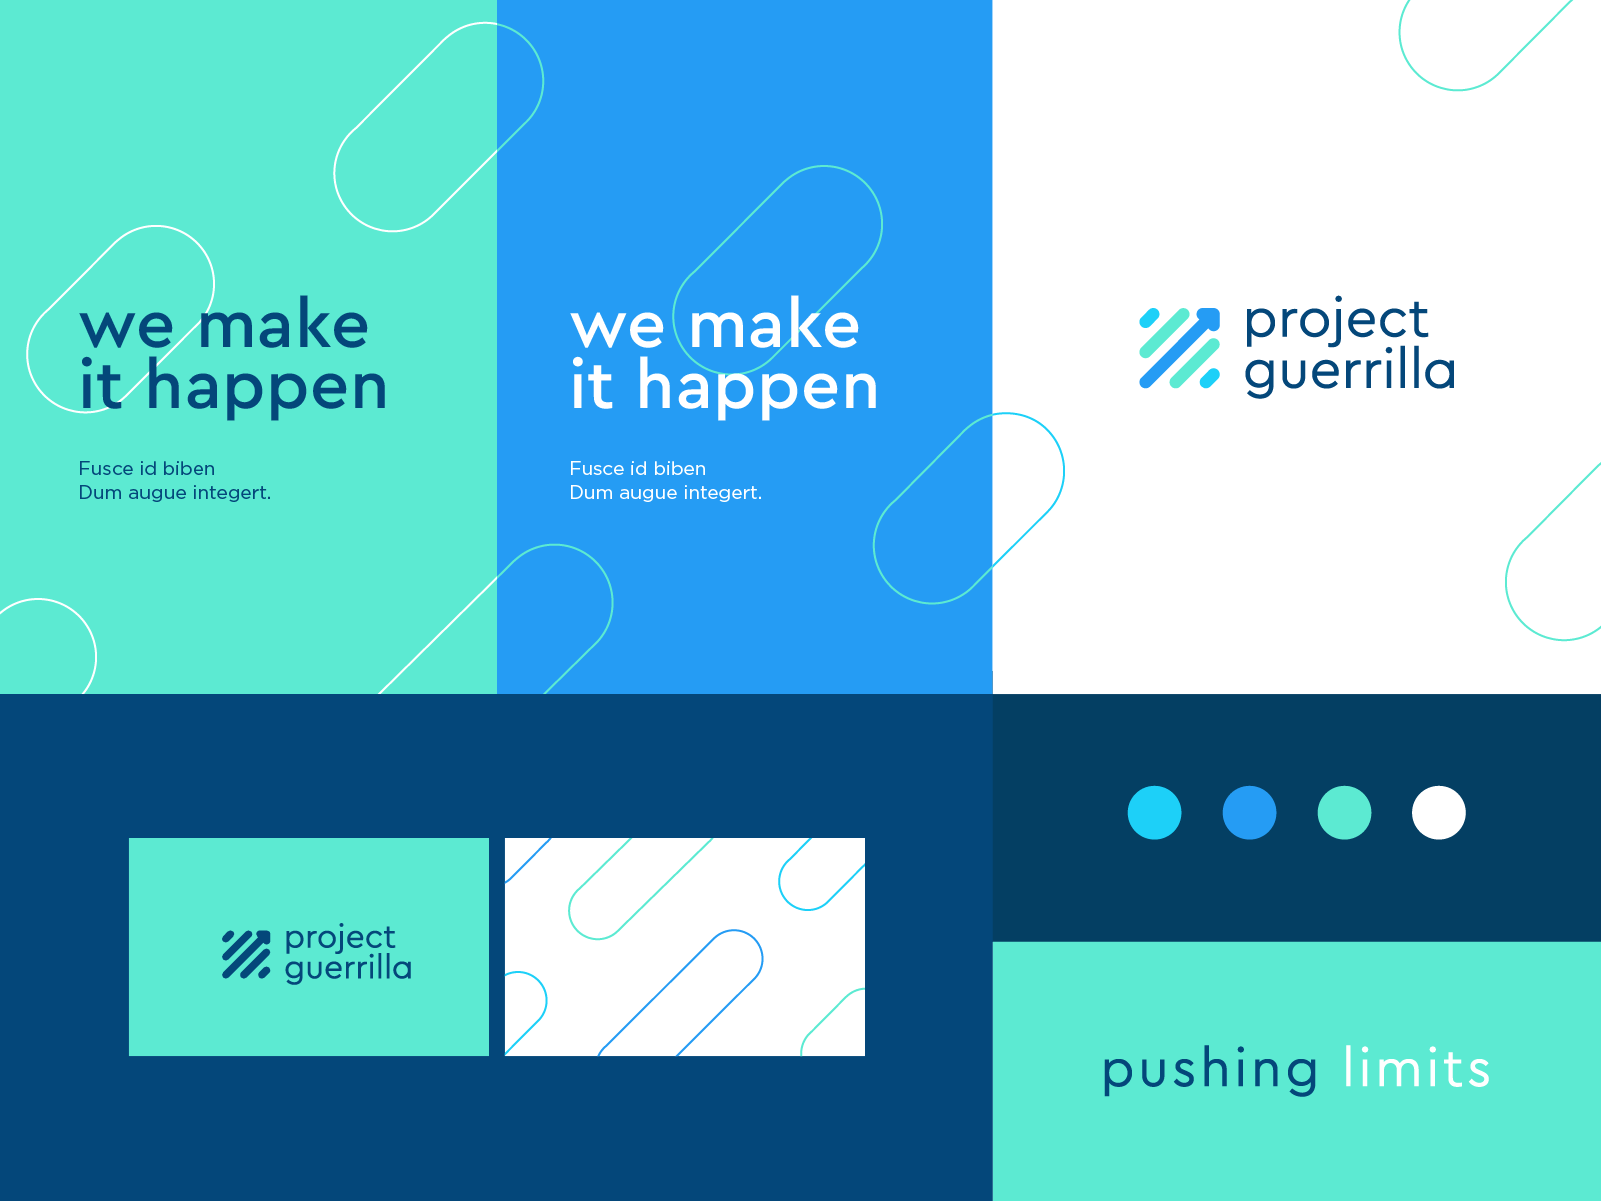 we make
it happen
Fusce id biben
Dum augue integert.
we make
it happen
Fusce id biben
Dum augue integert.
project
guerrilla
project
guerrilla
pushing limits